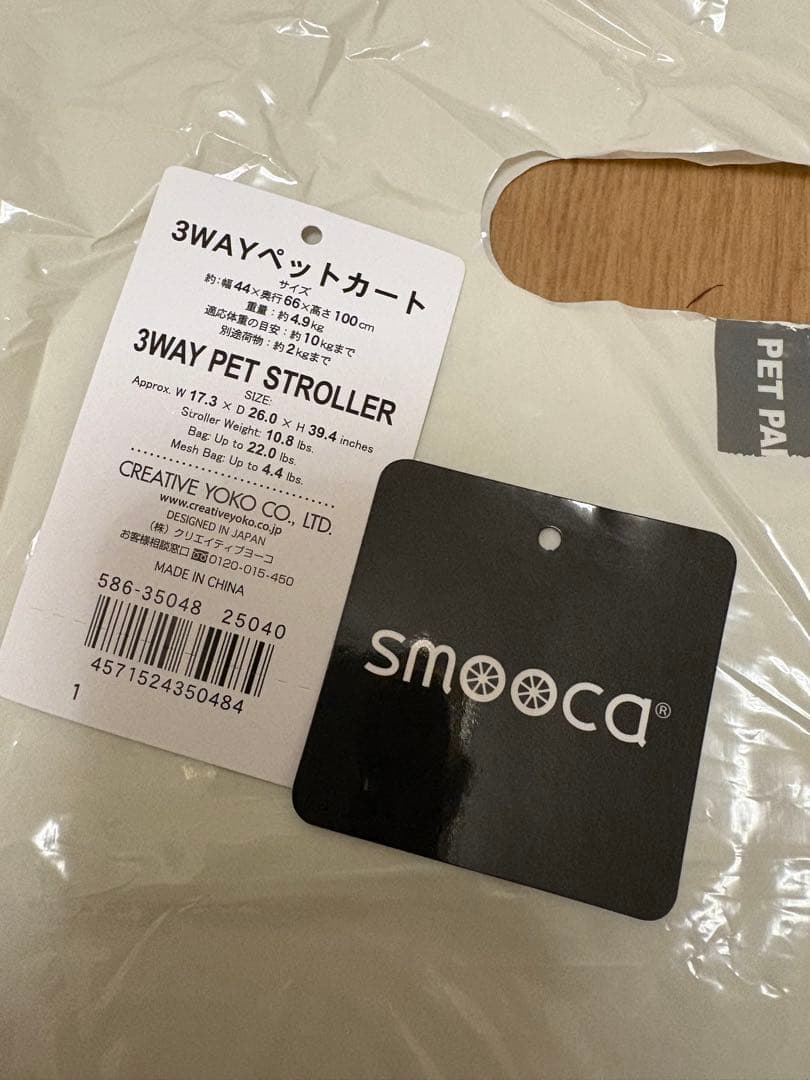 3WAYペットカート
サイズ
約:幅44×奥行66×高さ100cm
重量:約4.9kg
適応体重の目安:約10kgまで
別途荷物:約2kgまで
3WAY PET STROLLER
SIZE:
Approx. W 17.3 × D 26.0 × H 39.4 inches
Stroller Weight: 10.8 lbs.
Bag: Up to 22.0 lbs.
Mesh Bag: Up to 4.4 lbs.
CREATIVE YOKO CO., LTD.
www.creativeyoko.co.jp
DESIGNED IN JAPAN
(株)クリエイティブヨーコ
お客様相談窓口 0120-015-450
MADE IN CHINA
586-35048 25040
4571524350484
1
smooca®
PET PA